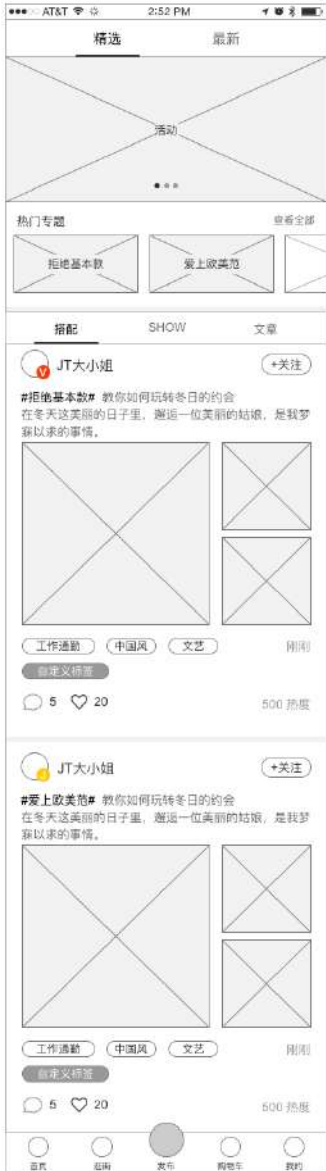 AT&T 2:52 PM
精选 最新
活动
热门专题 查看全部
拒绝基本款 爱上欧美范
搭配 SHOW 文章
V JT大小姐 +关注
#拒绝基本款# 教你如何玩转冬日的约会
在冬天这美丽的日子里，邂逅一位美丽的姑娘，是我梦
寐以求的事情。
工作通勤 中国风 文艺 刚刚
自定义标签
5 20 500 热度
JT大小姐 +关注
#爱上欧美范# 教你如何玩转冬日的约会
在冬天这美丽的日子里，邂逅一位美丽的姑娘，是我梦
寐以求的事情。
工作通勤 中国风 文艺 刚刚
自定义标签
5 20 500 热度
首页 逛街 发布 购物车 我的